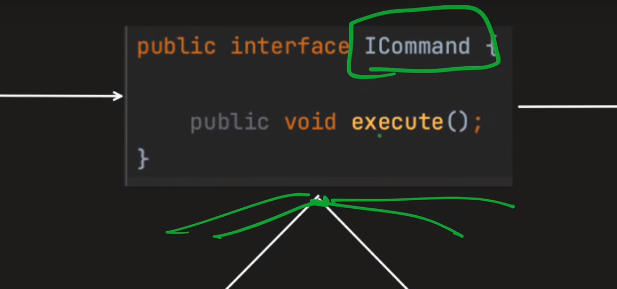 public interface ICommand {
public void execute();
}